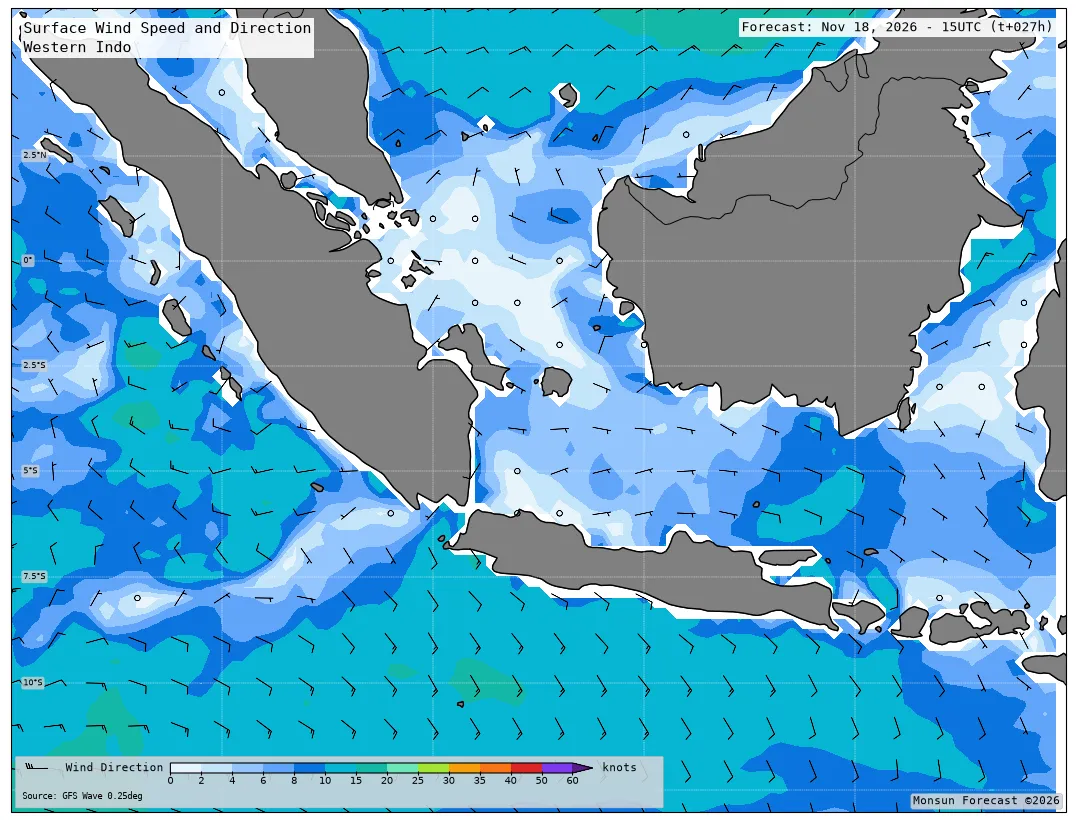 Surface Wind Speed and Direction
Western Indo
Forecast: Nov 18, 2026 - 15UTC (t+027h)
2.5°N
0°
2.5°S
5°S
7.5°S
10°S
Wind Direction
0 2 4 6 8 10 15 20 25 30 35 40 50 60
knots
Source: GFS Wave 0.25deg
Monsun Forecast ©2026